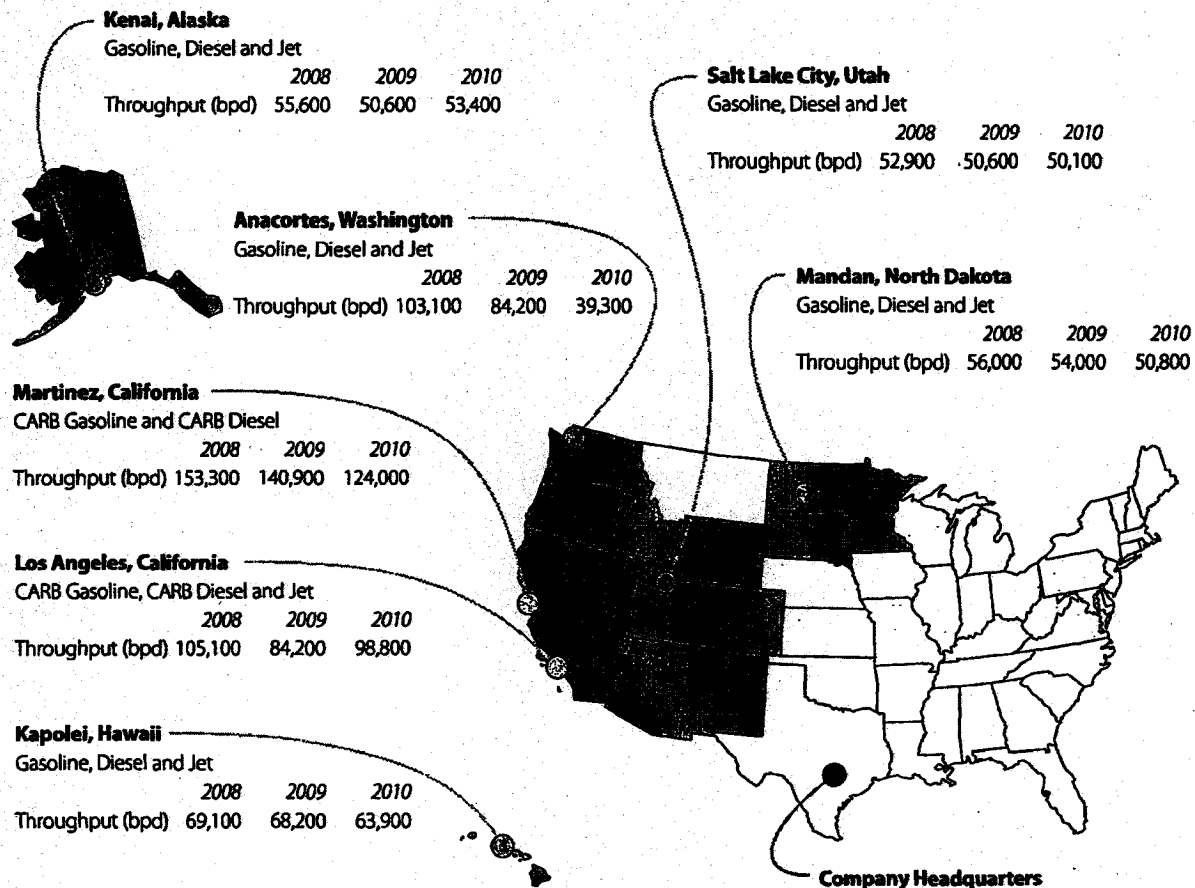 Kenai, Alaska
Gasoline, Diesel and Jet
2008 2009 2010
Throughput (bpd) 55,600 50,600 53,400
Salt Lake City, Utah
Gasoline, Diesel and Jet
2008 2009 2010
Throughput (bpd) 52,900 50,600 50,100
Anacortes, Washington
Gasoline, Diesel and Jet
2008 2009 2010
Throughput (bpd) 103,100 84,200 39,300
Mandan, North Dakota
Gasoline, Diesel and Jet
2008 2009 2010
Throughput (bpd) 56,000 54,000 50,800
Martinez, California
CARB Gasoline and CARB Diesel
2008 2009 2010
Throughput (bpd) 153,300 140,900 124,000
Los Angeles, California
CARB Gasoline, CARB Diesel and Jet
2008 2009 2010
Throughput (bpd) 105,100 84,200 98,800
Kapolei, Hawaii
Gasoline, Diesel and Jet
2008 2009 2010
Throughput (bpd) 69,100 68,200 63,900
Company Headquarters